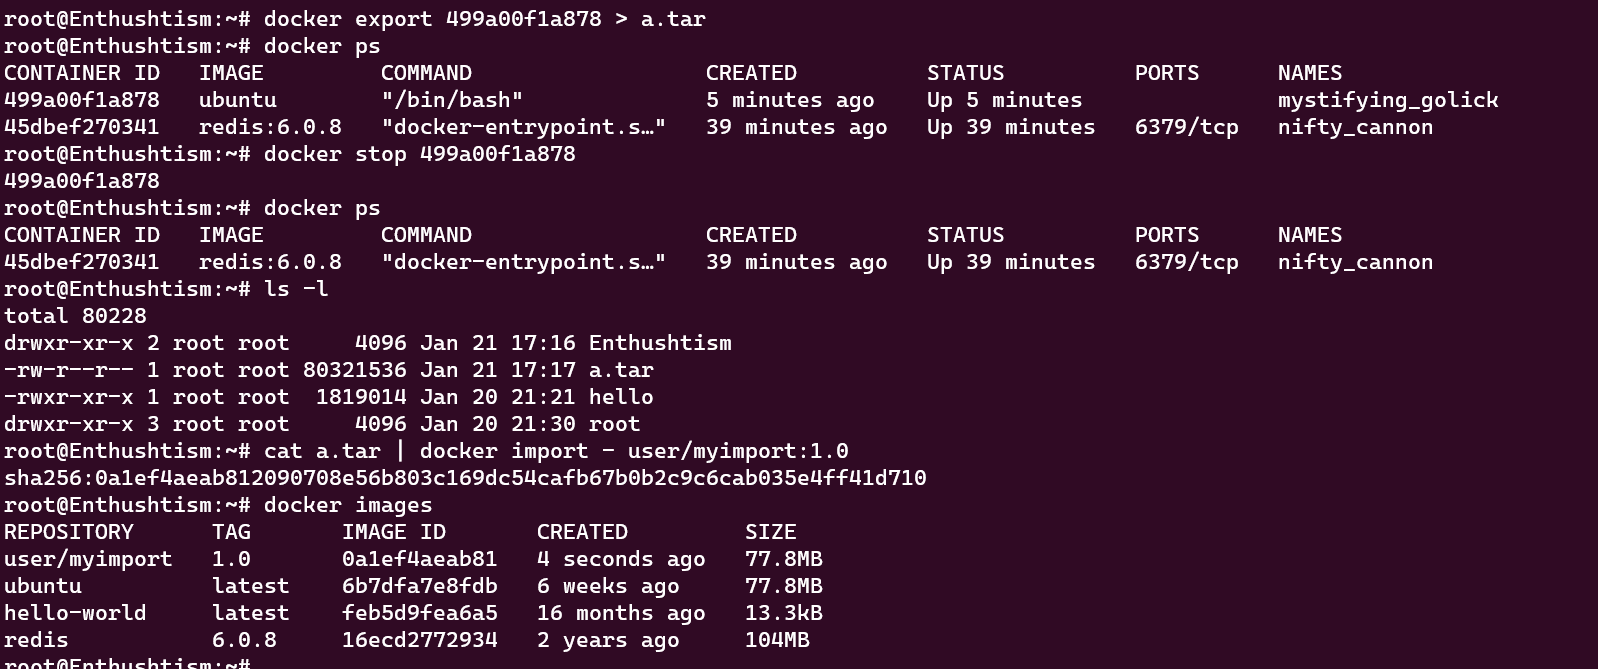 root@Enthushtism:~# docker export 499a00f1a878 > a.tar
root@Enthushtism:~# docker ps
CONTAINER ID   IMAGE         COMMAND                  CREATED          STATUS          PORTS      NAMES
499a00f1a878   ubuntu        "/bin/bash"              5 minutes ago    Up 5 minutes               mystifying_golick
45dbef270341   redis:6.0.8   "docker-entrypoint.s…"   39 minutes ago   Up 39 minutes   6379/tcp   nifty_cannon
root@Enthushtism:~# docker stop 499a00f1a878
499a00f1a878
root@Enthushtism:~# docker ps
CONTAINER ID   IMAGE         COMMAND                  CREATED          STATUS          PORTS      NAMES
45dbef270341   redis:6.0.8   "docker-entrypoint.s…"   39 minutes ago   Up 39 minutes   6379/tcp   nifty_cannon
root@Enthushtism:~# ls -l
total 80228
drwxr-xr-x 2 root root     4096 Jan 21 17:16 Enthushtism
-rw-r--r-- 1 root root 80321536 Jan 21 17:17 a.tar
-rwxr-xr-x 1 root root  1819014 Jan 20 21:21 hello
drwxr-xr-x 3 root root     4096 Jan 20 21:30 root
root@Enthushtism:~# cat a.tar | docker import - user/myimport:1.0
sha256:0a1ef4aeab812090708e56b803c169dc54cafb67b0b2c9c6cab035e4ff41d710
root@Enthushtism:~# docker images
REPOSITORY      TAG       IMAGE ID       CREATED         SIZE
user/myimport   1.0       0a1ef4aeab81   4 seconds ago   77.8MB
ubuntu          latest    6b7dfa7e8fdb   6 weeks ago     77.8MB
hello-world     latest    feb5d9fea6a5   16 months ago   13.3kB
redis           6.0.8     16ecd2772934   2 years ago     104MB
root@Enthushtism:~#